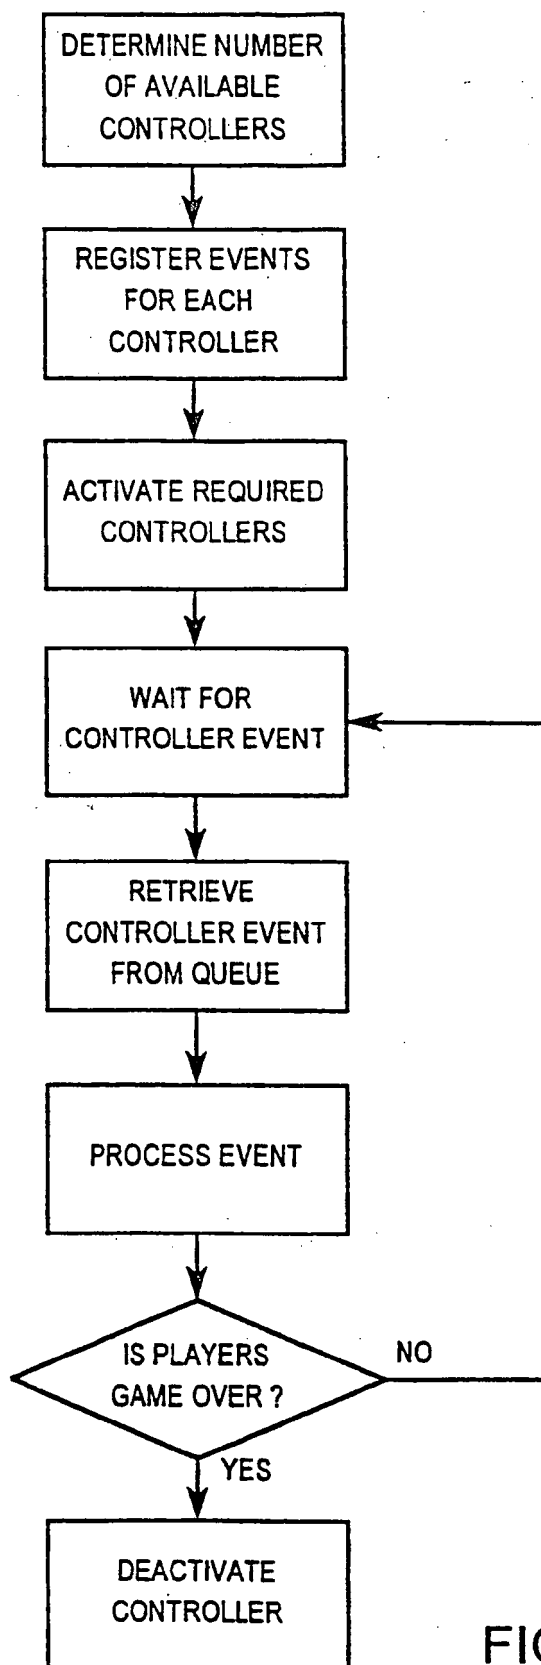 DETERMINE NUMBER
OF AVAILABLE
CONTROLLERS
REGISTER EVENTS
FOR EACH
CONTROLLER
ACTIVATE REQUIRED
CONTROLLERS
WAIT FOR
CONTROLLER EVENT
RETRIEVE
CONTROLLER EVENT
FROM QUEUE
PROCESS EVENT
IS PLAYERS
GAME OVER ?
NO
YES
DEACTIVATE
CONTROLLER